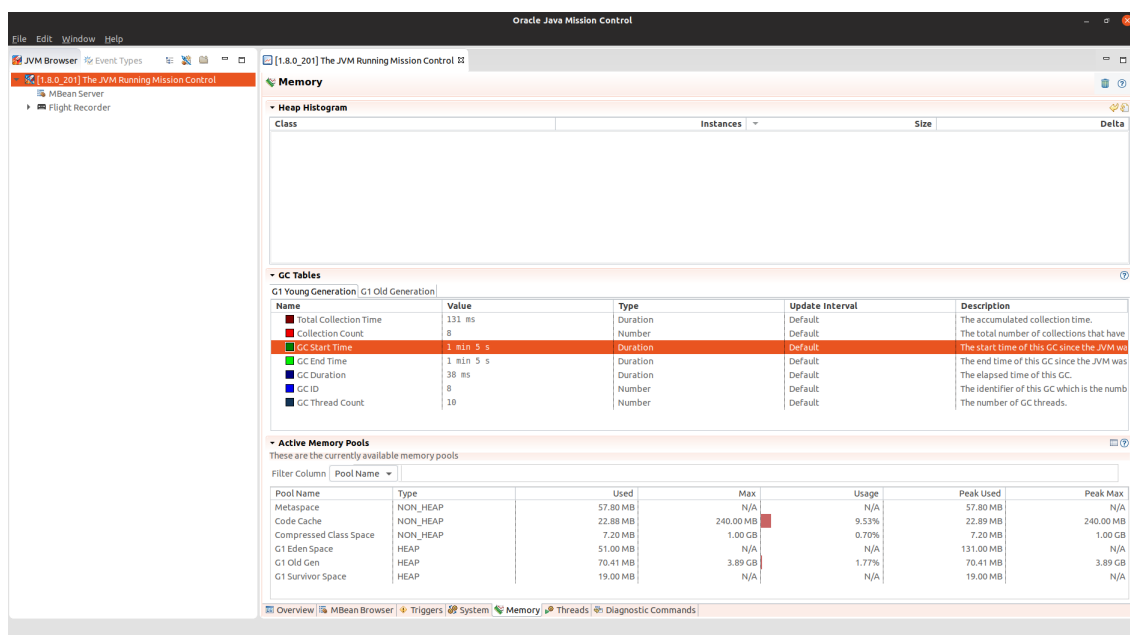 Oracle Java Mission Control
File Edit Window Help
JVM Browser Event Types
[1.8.0_201] The JVM Running Mission Control
[1.8.0_201] The JVM Running Mission Control
MBean Server
Flight Recorder
Memory
Heap Histogram
Class Instances Size Delta
GC Tables
G1 Young Generation G1 Old Generation
Name Value Type Update Interval Description
Total Collection Time 131 ms Duration Default The accumulated collection time.
Collection Count 8 Number Default The total number of collections that have
GC Start Time 1 min 5 s Duration Default The start time of this GC since the JVM wa
GC End Time 1 min 5 s Duration Default The end time of this GC since the JVM was
GC Duration 38 ms Duration Default The elapsed time of this GC.
GC ID 8 Number Default The identifier of this GC which is the numb
GC Thread Count 10 Number Default The number of GC threads.
Active Memory Pools
These are the currently available memory pools
Filter Column Pool Name
Pool Name Type Used Max Usage Peak Used Peak Max
Metaspace NON_HEAP 57.80 MB N/A N/A 57.80 MB N/A
Code Cache NON_HEAP 22.88 MB 240.00 MB 9.53% 22.89 MB 240.00 MB
Compressed Class Space NON_HEAP 7.20 MB 1.00 GB 0.70% 7.20 MB 1.00 GB
G1 Eden Space HEAP 51.00 MB N/A N/A 131.00 MB N/A
G1 Old Gen HEAP 70.41 MB 3.89 GB 1.77% 70.41 MB 3.89 GB
G1 Survivor Space HEAP 19.00 MB N/A N/A 19.00 MB N/A
Overview MBean Browser Triggers System Memory Threads Diagnostic Commands